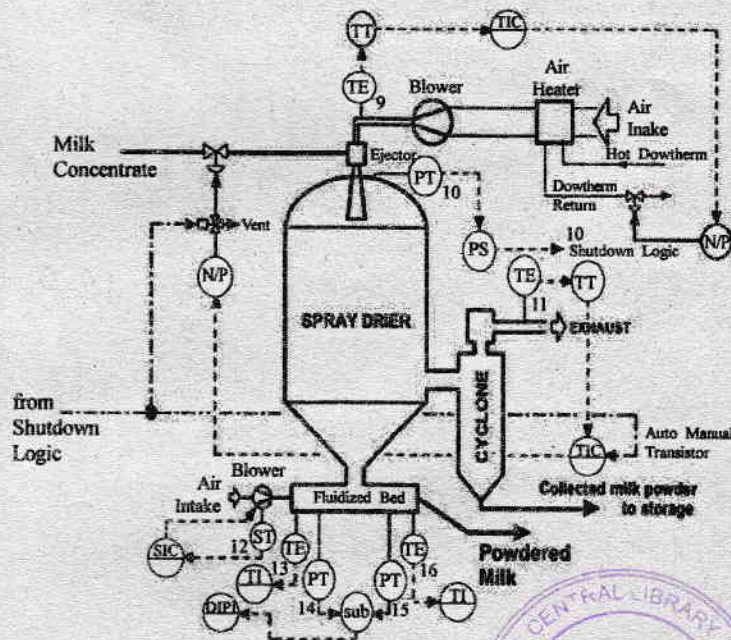 TT
TIC
TE
9
Blower
Air
Heater
Air
Inake
Milk
Concentrate
Ejector
PT
10
Hot Dowtherm
Dowtherm
Return
Vent
N/P
PS
10
Shutdown Logic
N/P
TE
TT
11
SPRAY DRIER
EXHAUST
CYCLONE
from
Shutdown
Logic
Auto Manual
Transistor
TIC
Blower
Air
Intake
Fluidized Bed
Collected milk powder
to storage
SIC
12
ST
TE
13
TI
PT
14
PT
15
TE
16
TI
Powdered
Milk
DIPI
sub
CENTRAL LIBRARY